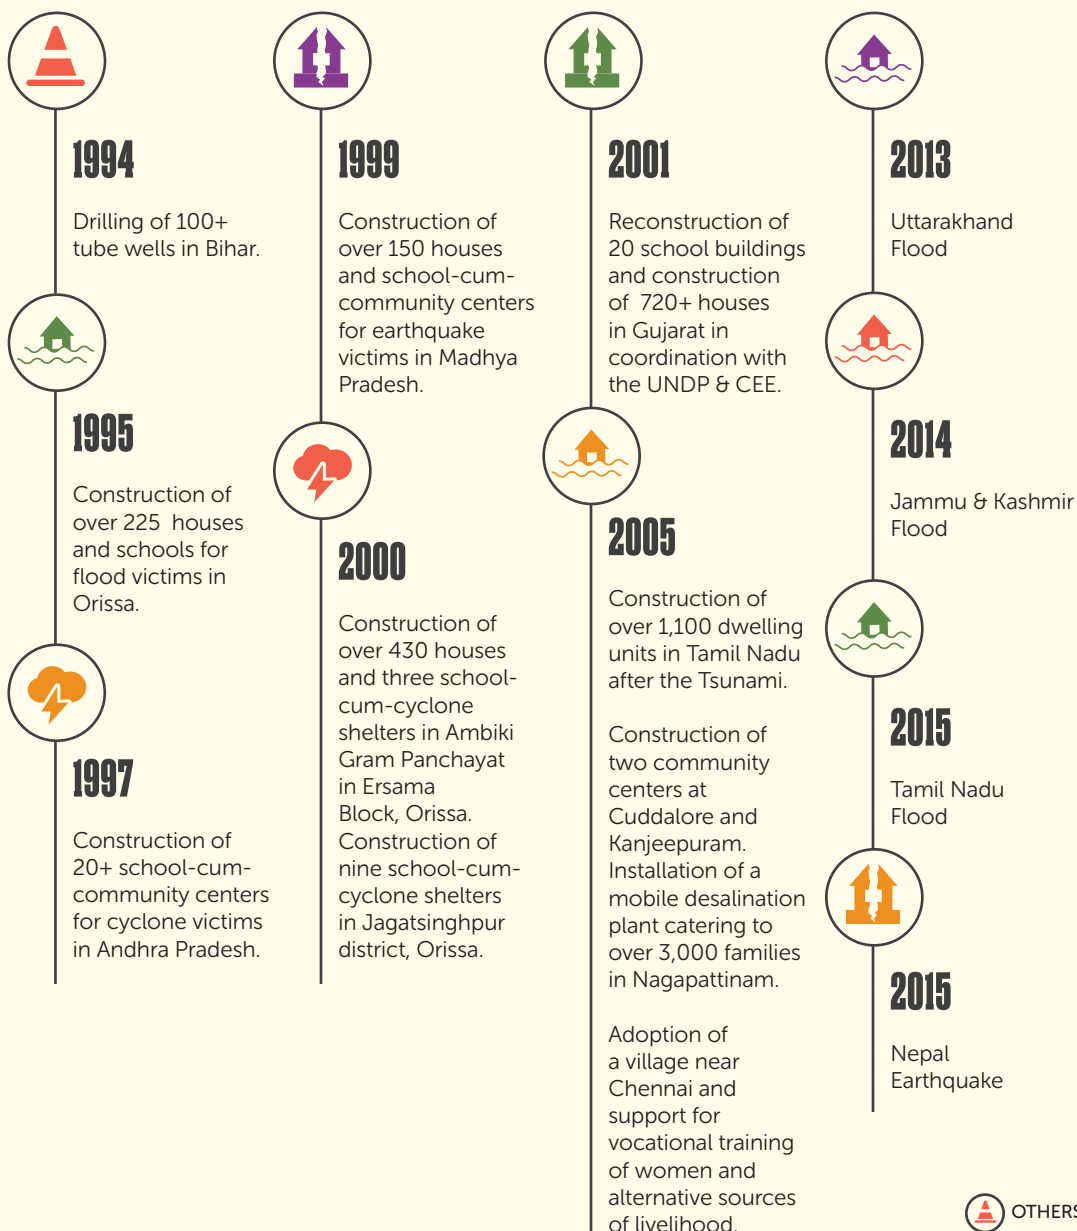 1994
Drilling of 100+
tube wells in Bihar.
1995
Construction of
over 225 houses
and schools for
flood victims in
Orissa.
1997
Construction of
20+ school-cum-
community centers
for cyclone victims
in Andhra Pradesh.
1999
Construction of
over 150 houses
and school-cum-
community centers
for earthquake
victims in Madhya
Pradesh.
2000
Construction of
over 430 houses
and three school-
cum-cyclone
shelters in Ambiki
Gram Panchayat
in Ersama
Block, Orissa.
Construction of
nine school-cum-
cyclone shelters
in Jagatsinghpur
district, Orissa.
2001
Reconstruction of
20 school buildings
and construction
of 720+ houses
in Gujarat in
coordination with
the UNDP & CEE.
2005
Construction of
over 1,100 dwelling
units in Tamil Nadu
after the Tsunami.
Construction of
two community
centers at
Cuddalore and
Kanjeepuram.
Installation of a
mobile desalination
plant catering to
over 3,000 families
in Nagapattinam.
Adoption of
a village near
Chennai and
support for
vocational training
of women and
alternative sources
of livelihood.
2013
Uttarakhand
Flood
2014
Jammu & Kashmir
Flood
2015
Tamil Nadu
Flood
2015
Nepal
Earthquake
OTHERS